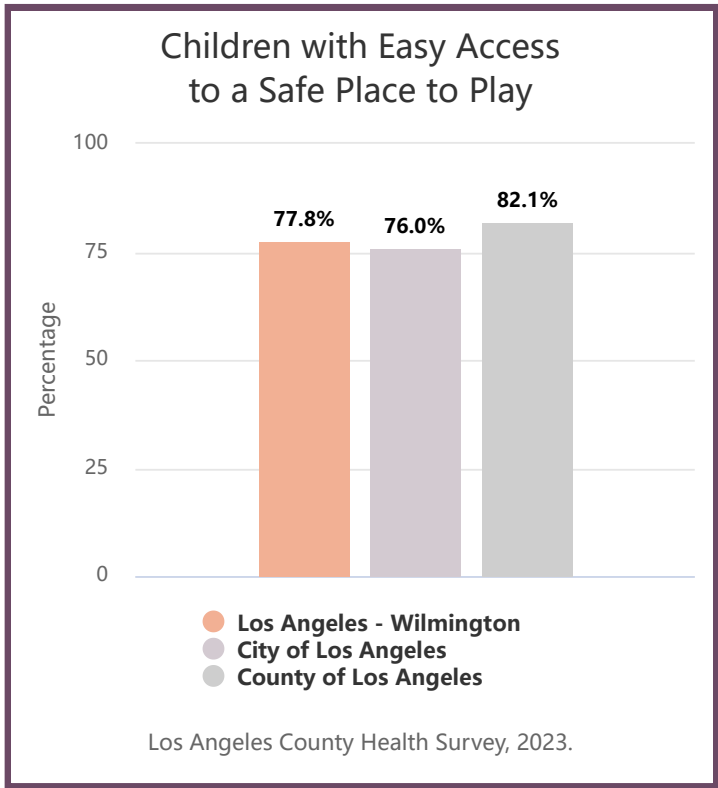 Children with Easy Access
to a Safe Place to Play
100
77.8%
76.0%
82.1%
75
50
25
0
Percentage
Los Angeles - Wilmington
City of Los Angeles
County of Los Angeles
Los Angeles County Health Survey, 2023.